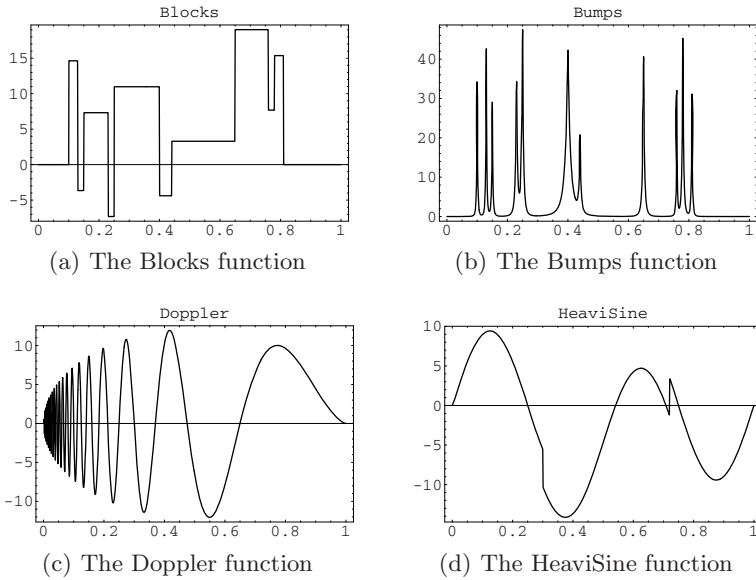 Blocks
15
10
5
0
-5
0 0.2 0.4 0.6 0.8 1
(a) The Blocks function
Bumps
40
30
20
10
0
0 0.2 0.4 0.6 0.8 1
(b) The Bumps function
Doppler
10
5
0
-5
-10
0 0.2 0.4 0.6 0.8 1
(c) The Doppler function
HeaviSine
10
5
0
-5
-10
0 0.2 0.4 0.6 0.8 1
(d) The HeaviSine function